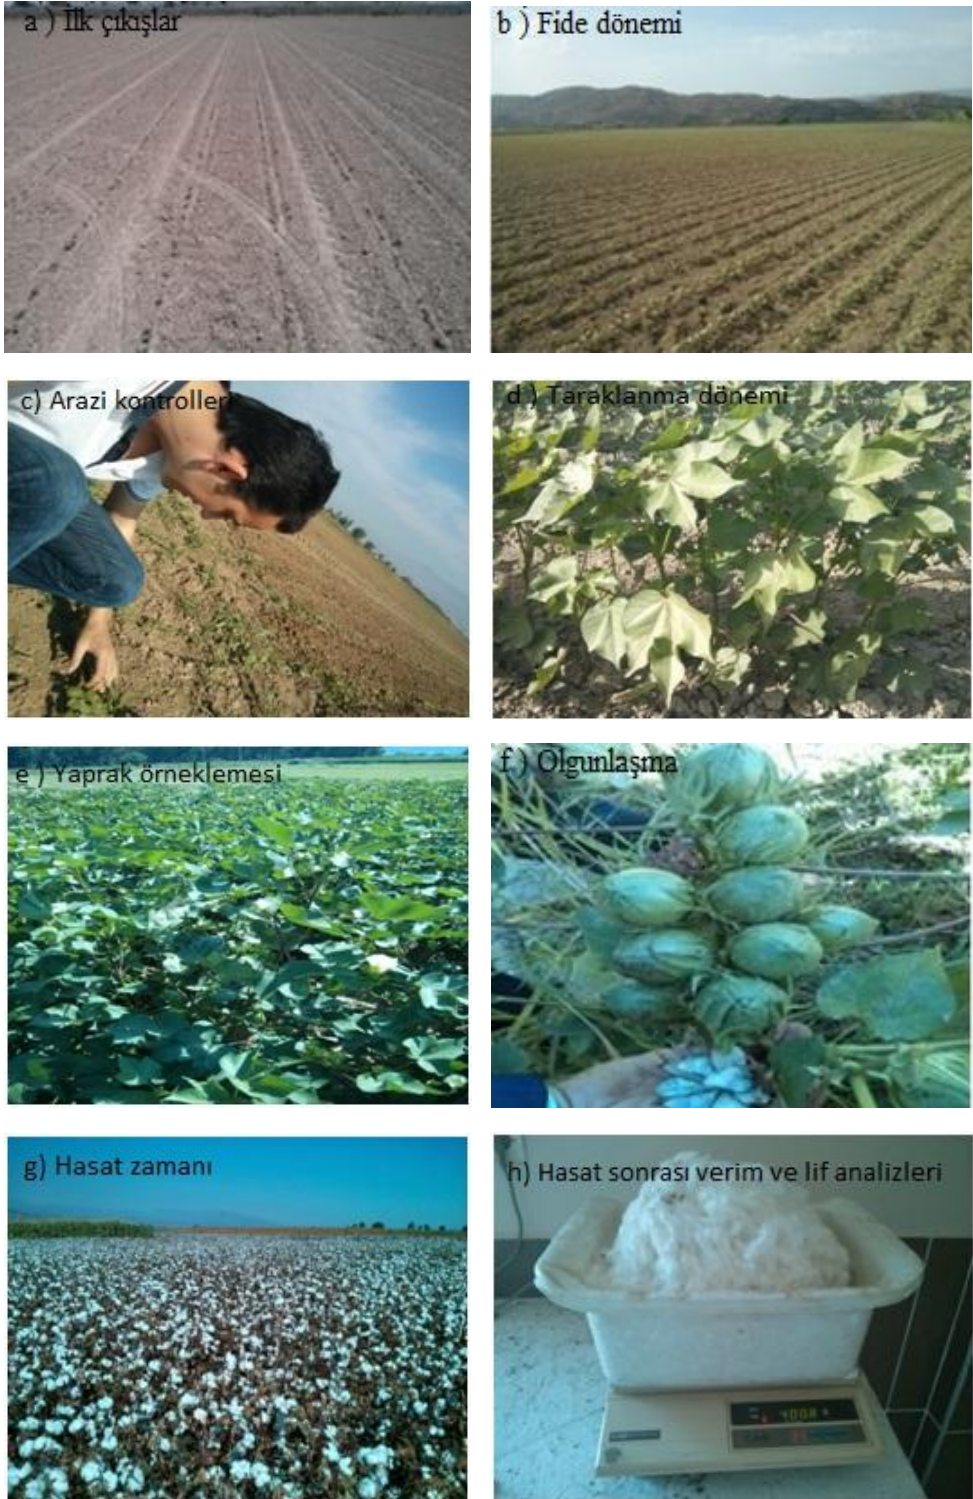 a ) İlk çıkışlar
b ) Fide dönemi
c) Arazi kontrolleri
d ) Taraklanma dönemi
e ) Yaprak örneklemesi
f ) Olgunlaşma
g) Hasat zamanı
h) Hasat sonrası verim ve lif analizleri